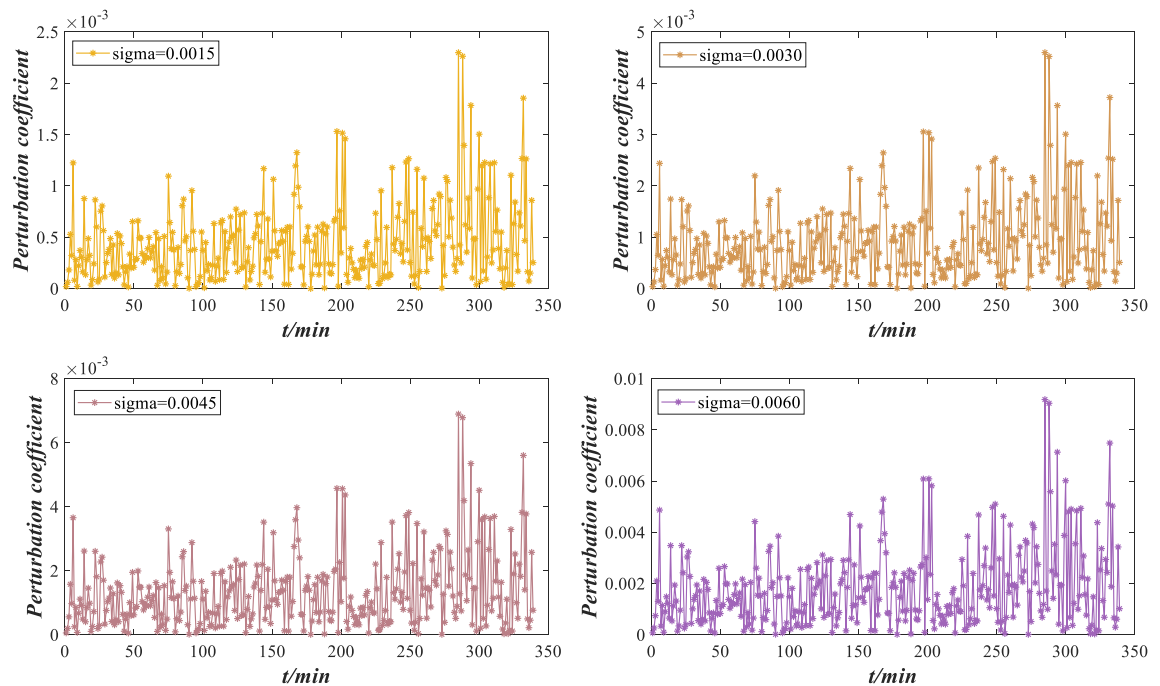 ×10⁻³
2.5
2
1.5
1
0.5
0
Perturbation coefficient
sigma=0.0015
0 50 100 150 200 250 300 350
t/min
×10⁻³
5
4
3
2
1
0
Perturbation coefficient
sigma=0.0030
0 50 100 150 200 250 300 350
t/min
×10⁻³
8
6
4
2
0
Perturbation coefficient
sigma=0.0045
0 50 100 150 200 250 300 350
t/min
0.01
0.008
0.006
0.004
0.002
0
Perturbation coefficient
sigma=0.0060
0 50 100 150 200 250 300 350
t/min